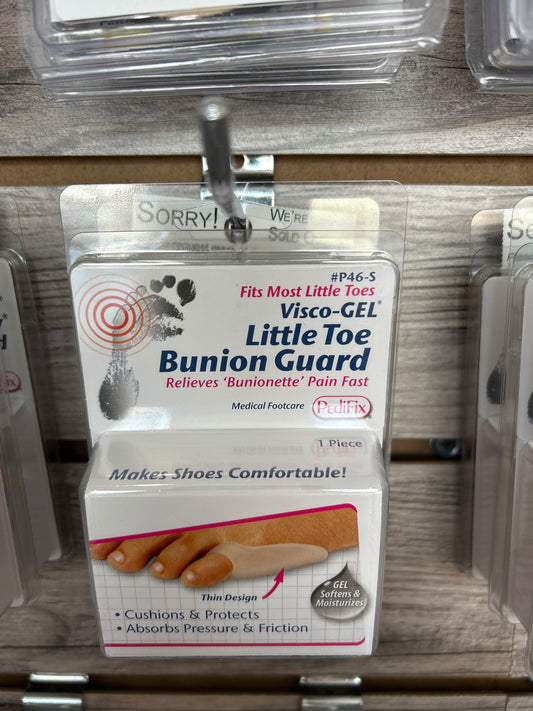 SORRY! WE'RE
SOLD
#P46-S
Fits Most Little Toes
Visco-GEL®
Little Toe
Bunion Guard
Relieves 'Bunionette' Pain Fast
Medical Footcare PediFix
1 Piece
Makes Shoes Comfortable!
Thin Design
GEL
Softens &
Moisturizes
• Cushions & Protects
• Absorbs Pressure & Friction